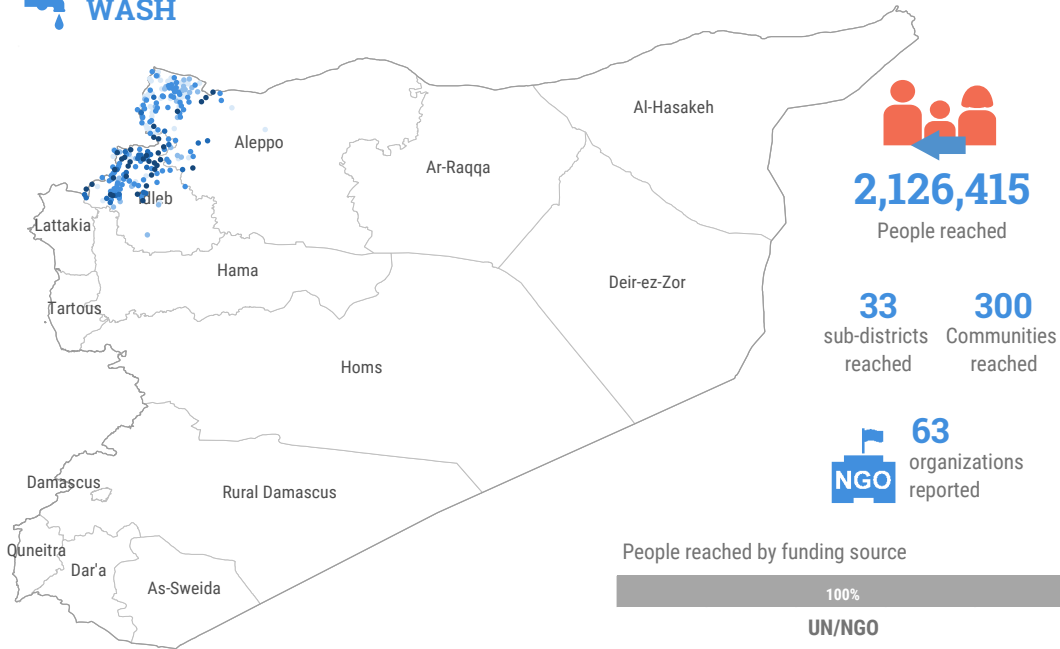 WASH
Al-Hasakeh
Aleppo
Ar-Raqqa
Idleb
Lattakia
Hama
Deir-ez-Zor
Tartous
Homs
Damascus
Rural Damascus
Quneitra
Dar'a
As-Sweida
2,126,415
People reached
33
sub-districts
reached
300
Communities
reached
NGO
63
organizations
reported
People reached by funding source
100%
UN/NGO